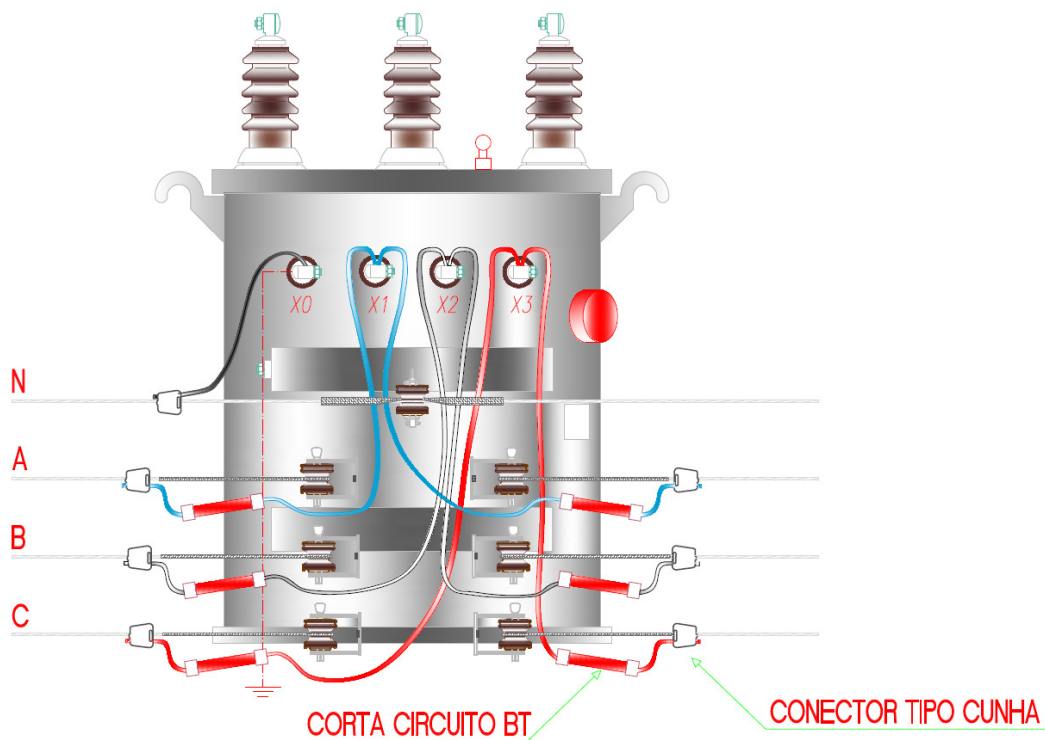 X0 X1 X2 X3
N
A
B
C
CORTA CIRCUITO BT
CONECTOR TIPO CUNHA